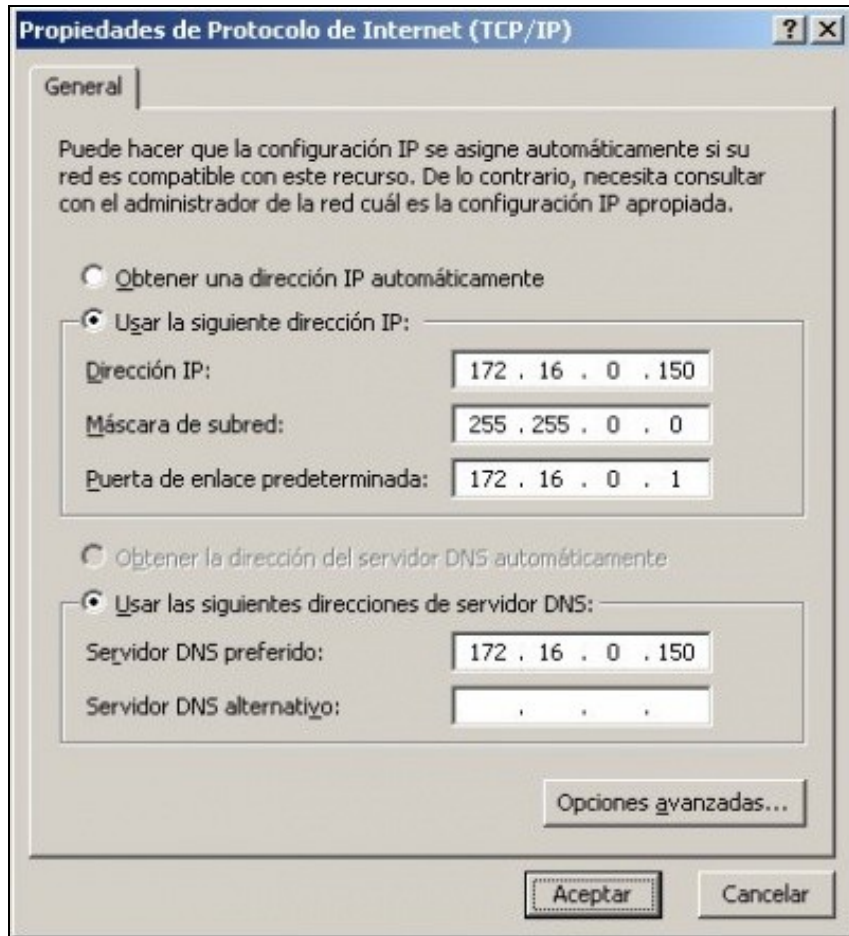 Propiedades de Protocolo de Internet (TCP/IP)
General
Puede hacer que la configuración IP se asigne automáticamente si su
red es compatible con este recurso. De lo contrario, necesita consultar
con el administrador de la red cuál es la configuración IP apropiada.
Obtener una dirección IP automáticamente
Usar la siguiente dirección IP:
Dirección IP: 172 . 16 . 0 . 150
Máscara de subred: 255 . 255 . 0 . 0
Puerta de enlace predeterminada: 172 . 16 . 0 . 1
Obtener la dirección del servidor DNS automáticamente
Usar las siguientes direcciones de servidor DNS:
Servidor DNS preferido: 172 . 16 . 0 . 150
Servidor DNS alternativo: . . .
Opciones avanzadas...
Aceptar Cancelar